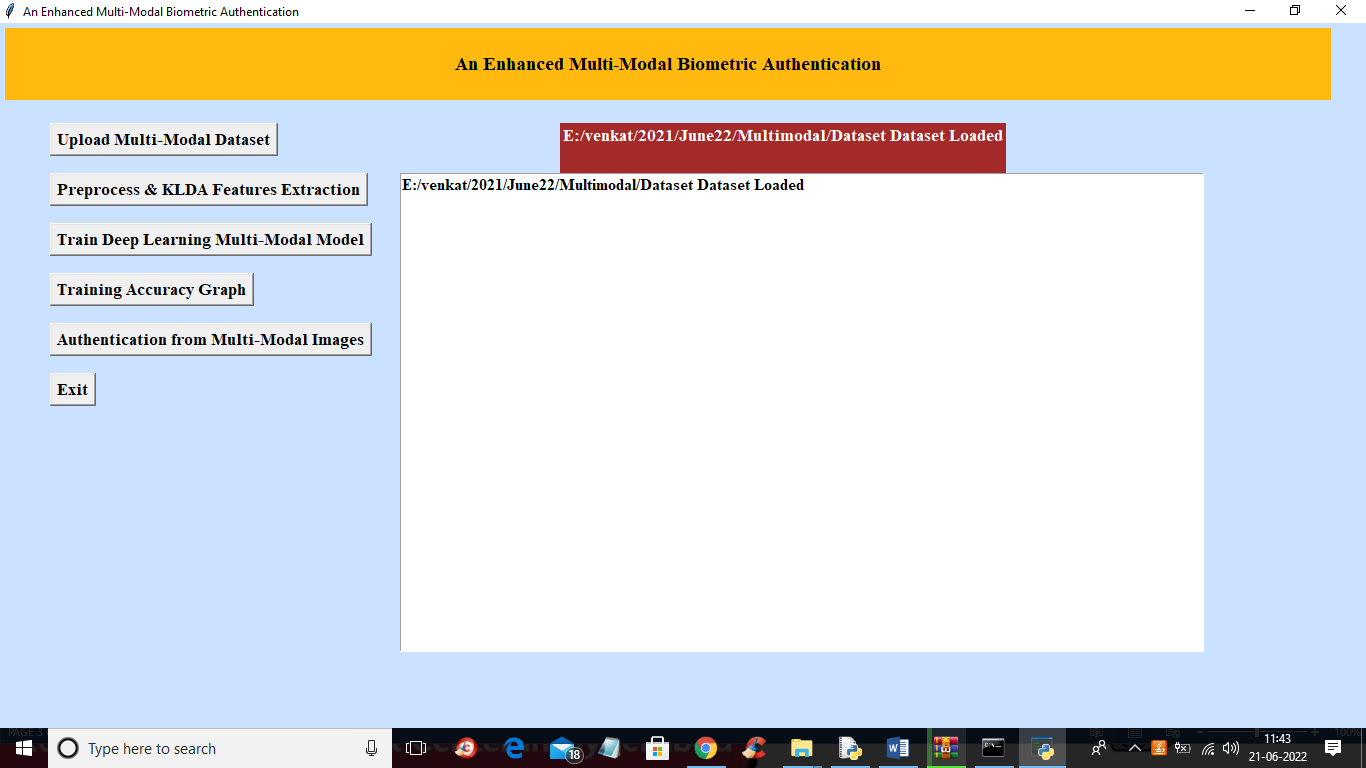 An Enhanced Multi-Modal Biometric Authentication
An Enhanced Multi-Modal Biometric Authentication
Upload Multi-Modal Dataset
E:/venkat/2021/June22/Multimodal/Dataset Dataset Loaded
Preprocess & KLDA Features Extraction
E:/venkat/2021/June22/Multimodal/Dataset Dataset Loaded
Train Deep Learning Multi-Modal Model
Training Accuracy Graph
Authentication from Multi-Modal Images
Exit
PAGE 3
100%
Type here to search
18
11:43
21-06-2022